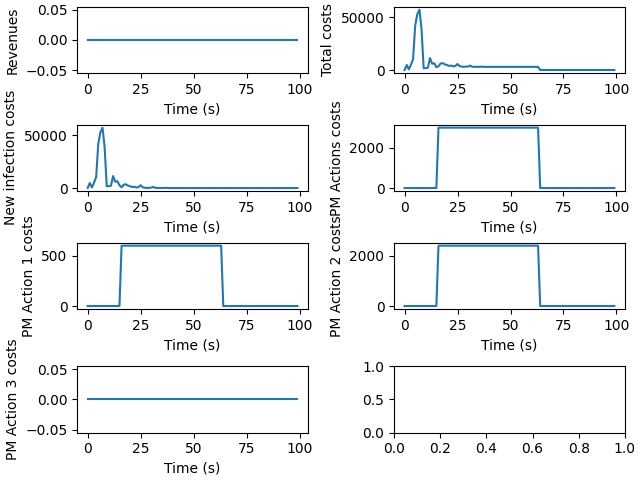 Revenues
0.05
0.00
−0.05
0 25 50 75 100
Time (s)
Total costs
50000
0
0 25 50 75 100
Time (s)
New infection costs
50000
0
0 25 50 75 100
Time (s)
PM Actions costs
2000
0
0 25 50 75 100
Time (s)
PM Action 1 costs
500
0
0 25 50 75 100
Time (s)
PM Action 2 costs
2000
0
0 25 50 75 100
Time (s)
PM Action 3 costs
0.05
0.00
−0.05
0 25 50 75 100
Time (s)
1.0
0.5
0.0
0.0 0.2 0.4 0.6 0.8 1.0